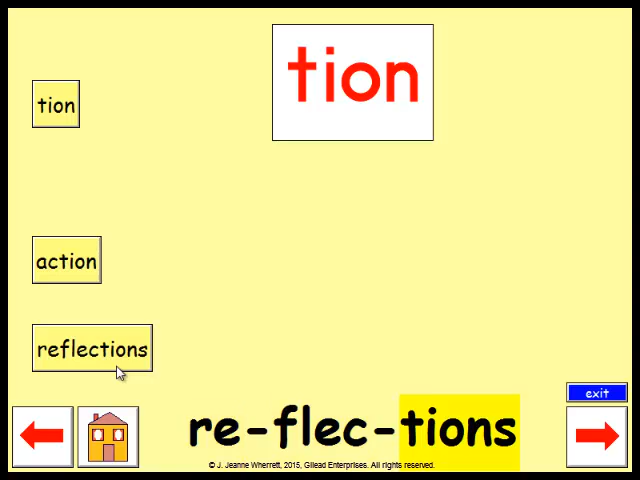 tion
tion
action
reflections
exit
re-flec-tions
© J. Jeanne Wherrett, 2015, Gilead Enterprises. All rights reserved.